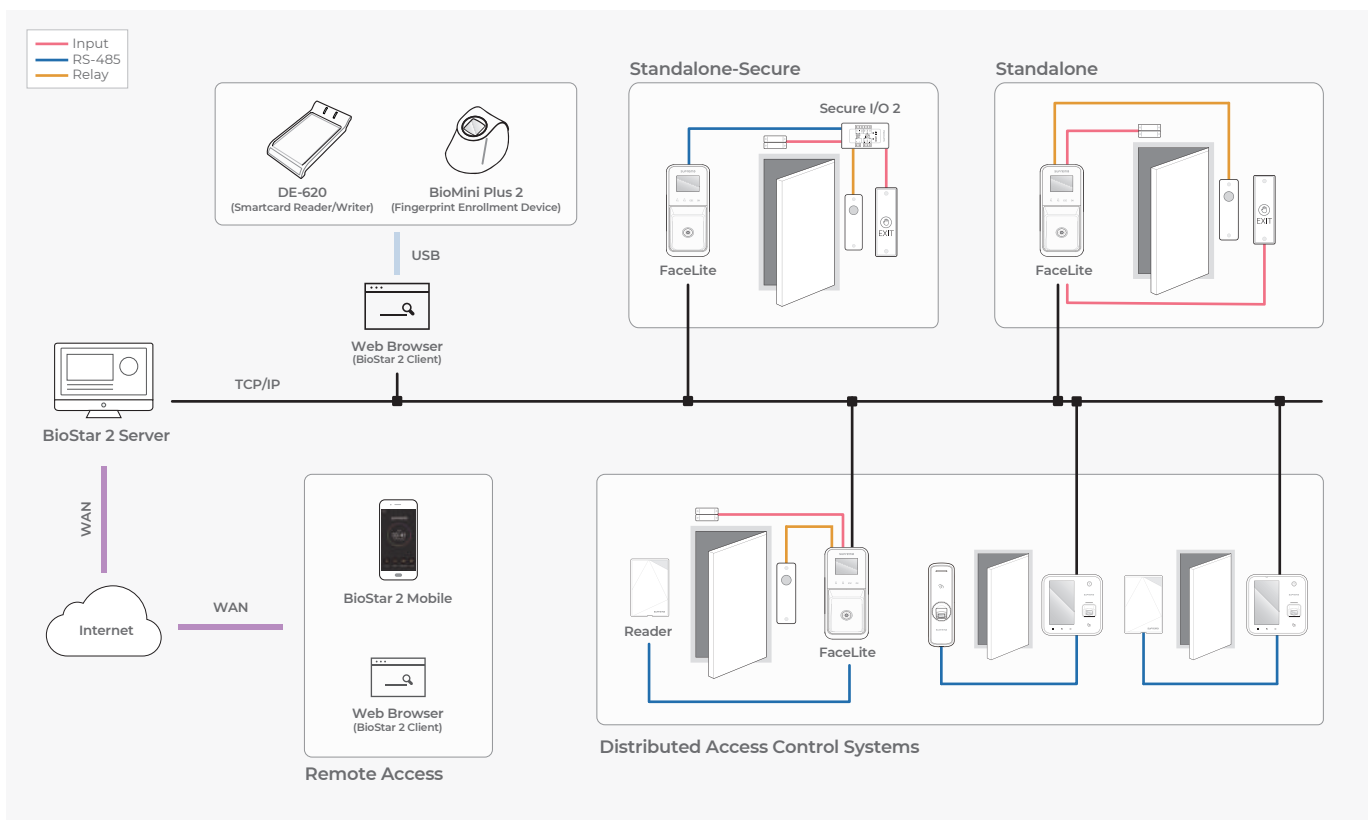 Input
RS-485
Relay
DE-620
(Smartcard Reader/Writer)
BioMini Plus 2
(Fingerprint Enrollment Device)
USB
Web Browser
(BioStar 2 Client)
TCP/IP
BioStar 2 Server
WAN
Internet
WAN
BioStar 2 Mobile
Web Browser
(BioStar 2 Client)
Remote Access
Standalone-Secure
Secure I/O 2
EXIT
FaceLite
Standalone
EXIT
FaceLite
Reader
FaceLite
Distributed Access Control Systems